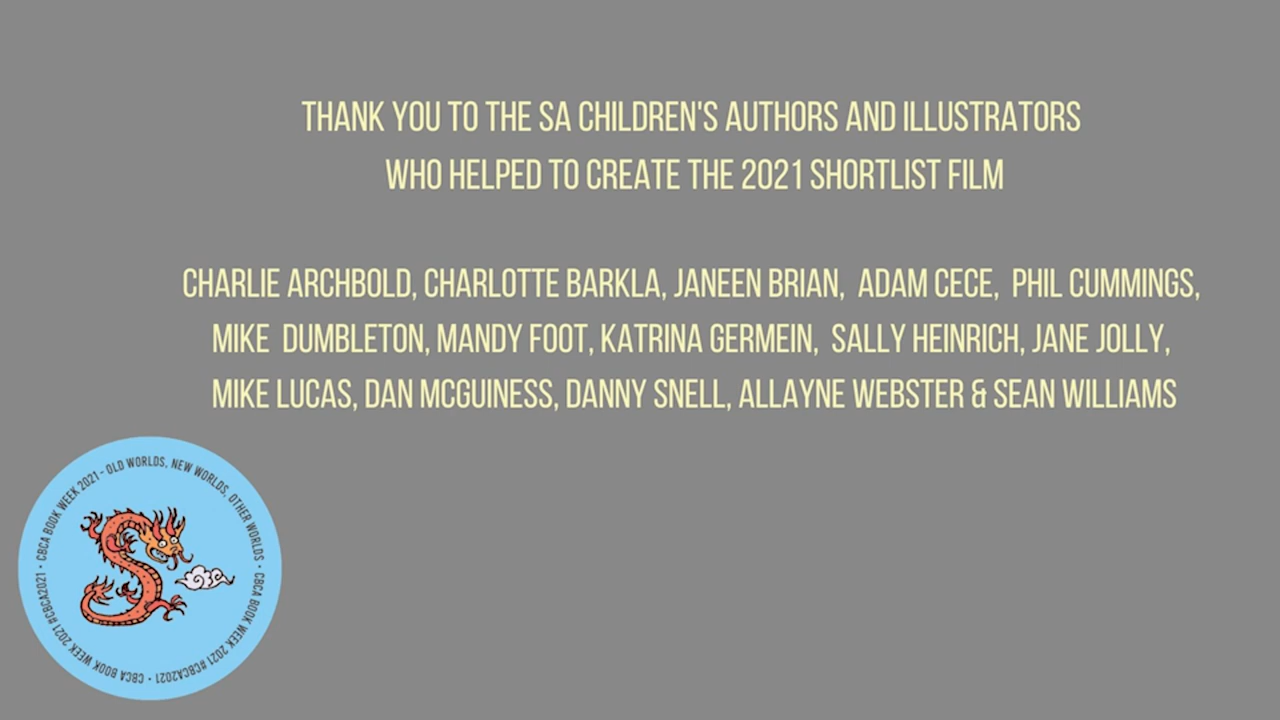 THANK YOU TO THE SA CHILDREN'S AUTHORS AND ILLUSTRATORS
WHO HELPED TO CREATE THE 2021 SHORTLIST FILM
CHARLIE ARCHBOLD, CHARLOTTE BARKLA, JANEEN BRIAN, ADAM CECE, PHIL CUMMINGS,
MIKE DUMBLETON, MANDY FOOT, KATRINA GERMEIN, SALLY HEINRICH, JANE JOLLY,
MIKE LUCAS, DAN MCGUINESS, DANNY SNELL, ALLAYNE WEBSTER & SEAN WILLIAMS
CBCA BOOK WEEK 2021 - OLD WORLDS, NEW WORLDS, OTHER WORLDS • CBCA BOOK WEEK 2021 #CBCA2021 • CBCA BOOK WEEK 2021 #CBCA2021 •